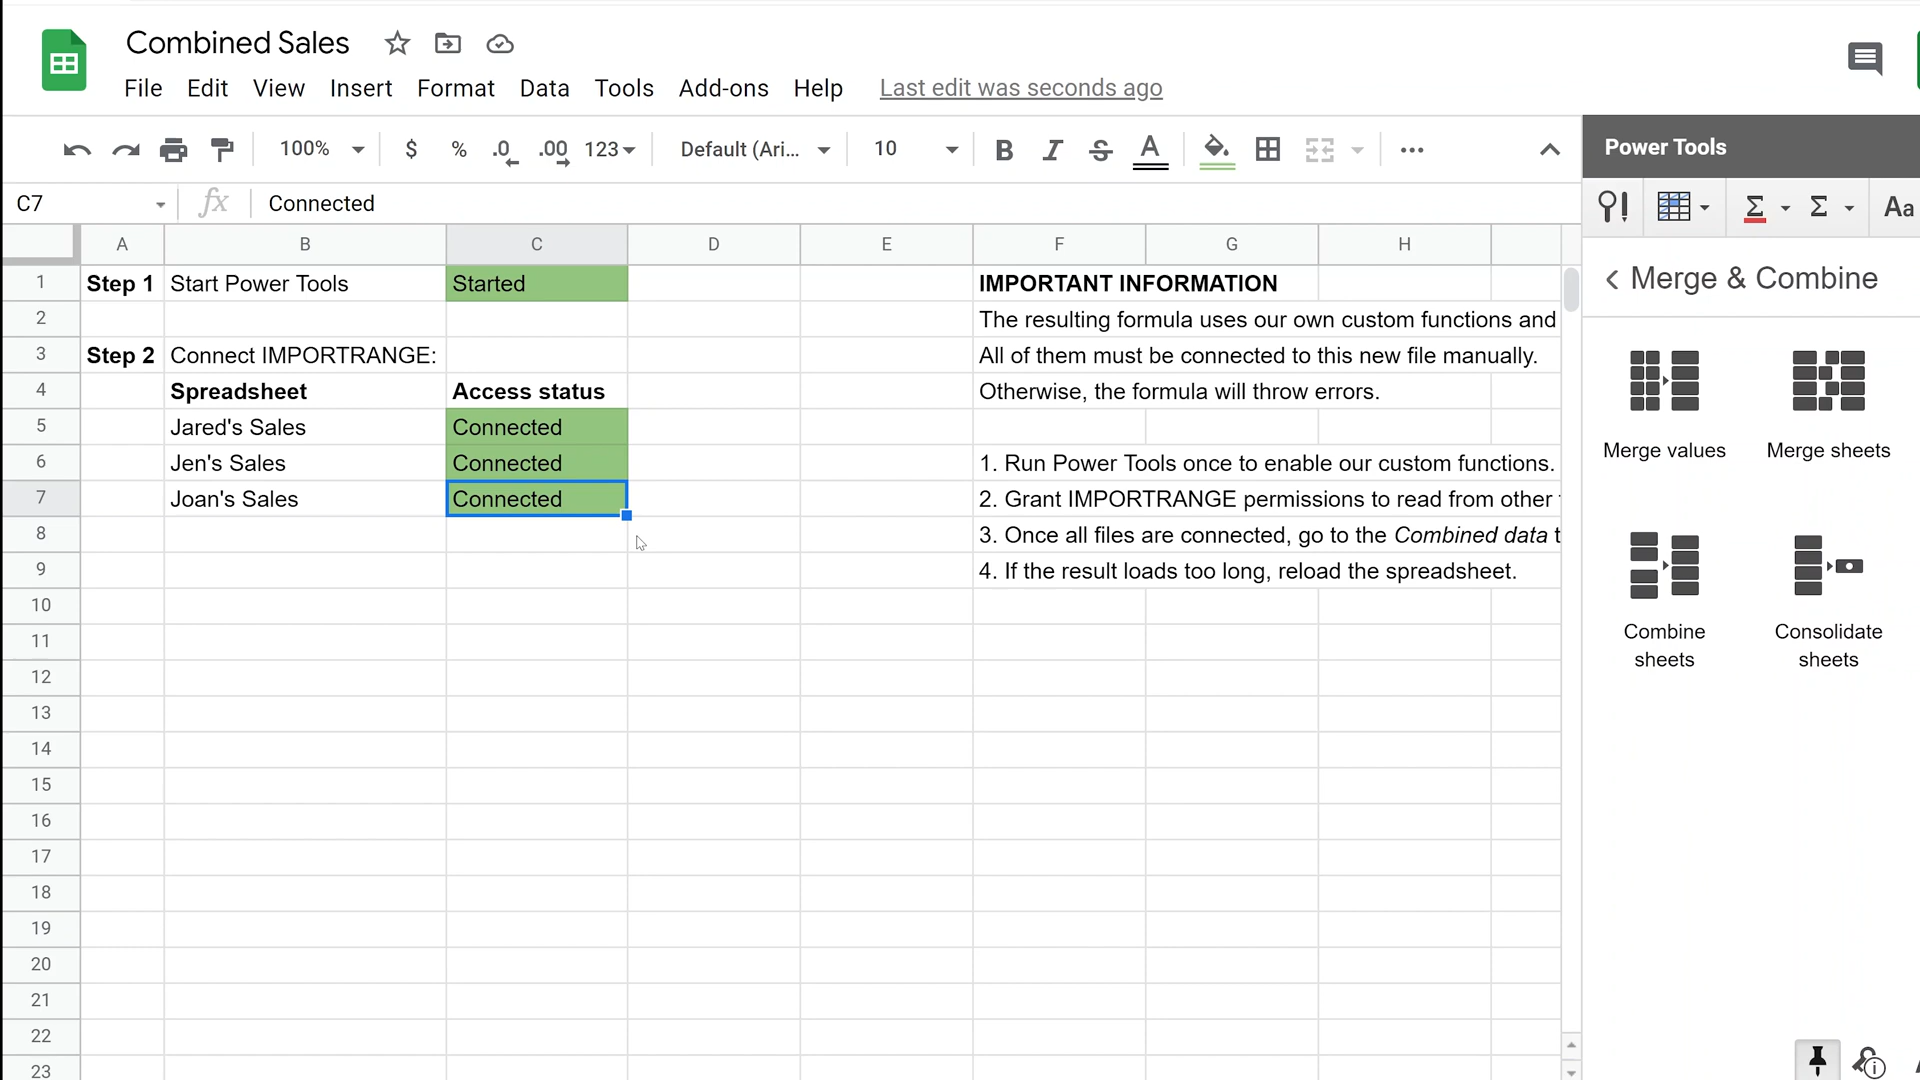 Combined Sales
File Edit View Insert Format Data Tools Add-ons Help Last edit was seconds ago
100% $ % .0 .00 123 Default (Ari... 10 B I S A
Power Tools
C7 fx Connected
Σ Σ Aa
A B C D E F G H
Merge & Combine
1 Step 1 Start Power Tools Started IMPORTANT INFORMATION
2 The resulting formula uses our own custom functions and
3 Step 2 Connect IMPORTRANGE: All of them must be connected to this new file manually.
4 Spreadsheet Access status Otherwise, the formula will throw errors.
5 Jared's Sales Connected
6 Jen's Sales Connected 1. Run Power Tools once to enable our custom functions.
7 Joan's Sales Connected 2. Grant IMPORTRANGE permissions to read from other
8 3. Once all files are connected, go to the Combined data t
9 4. If the result loads too long, reload the spreadsheet.
10
11
12
13
14
15
16
17
18
19
20
21
22
23
Merge values Merge sheets
Combine sheets
Consolidate sheets